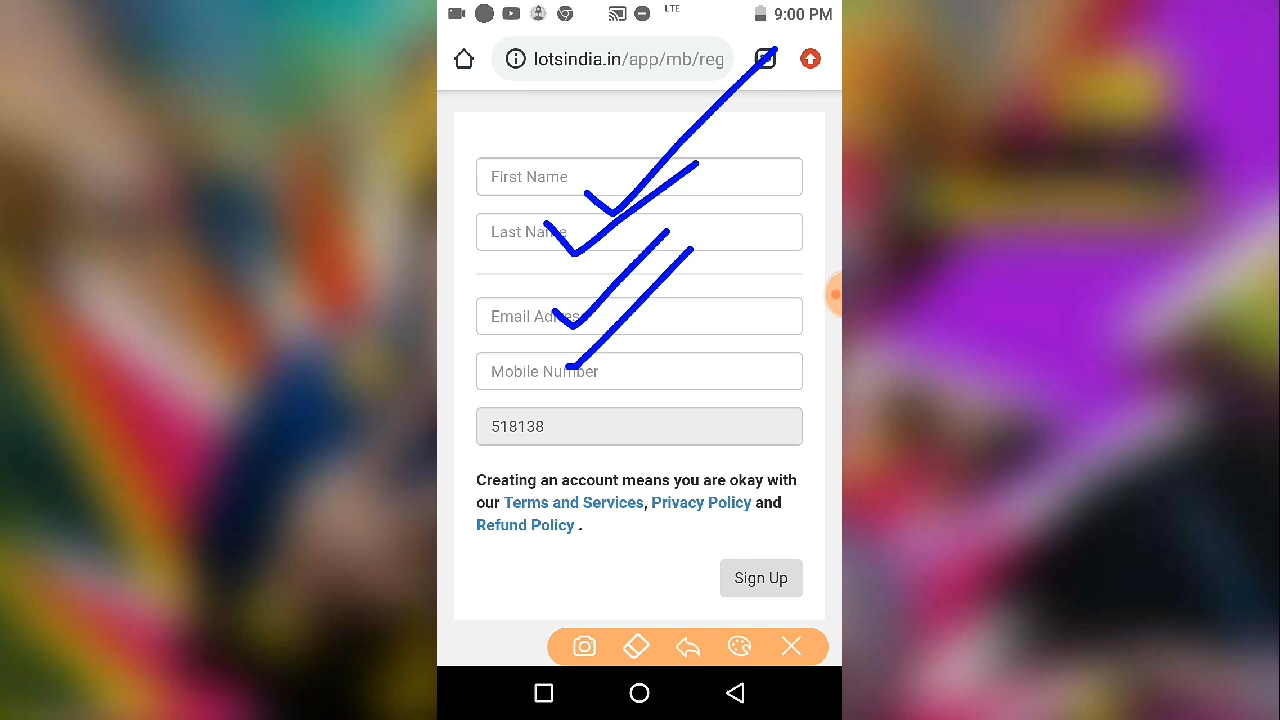 LTE
9:00 PM
lotsindia.in/app/mb/reg
First Name
Last Name
Email Address
Mobile Number
518138
Creating an account means you are okay with
our Terms and Services, Privacy Policy and
Refund Policy .
Sign Up